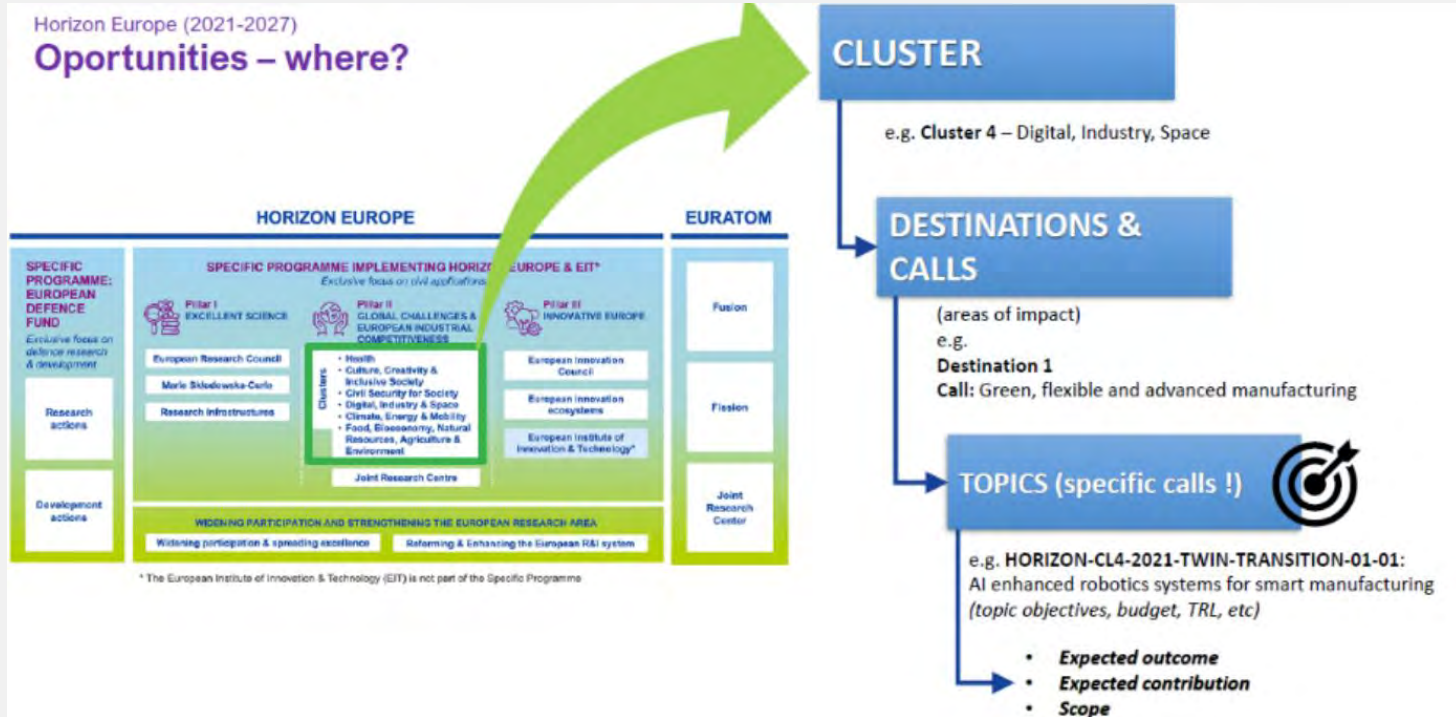 Horizon Europe (2021-2027)
Oportunities – where?
HORIZON EUROPE
EURATOM
SPECIFIC
PROGRAMME:
EUROPEAN
DEFENCE
FUND
Exclusive focus on
defence research
& development
Research
actions
Development
actions
SPECIFIC PROGRAMME IMPLEMENTING HORIZON EUROPE & EIT*
Exclusive focus on civil applications
Pillar I
EXCELLENT SCIENCE
European Research Council
Marie Skłodowska-Curie
Research Infrastructures
Pillar II
GLOBAL CHALLENGES &
EUROPEAN INDUSTRIAL
COMPETITIVENESS
Clusters
• Health
• Culture, Creativity &
Inclusive Society
• Civil Security for Society
• Digital, Industry & Space
• Climate, Energy & Mobility
• Food, Bioeconomy, Natural
Resources, Agriculture &
Environment
Joint Research Centre
Pillar III
INNOVATIVE EUROPE
European Innovation
Council
European innovation
ecosystems
European Institute of
Innovation & Technology*
WIDENING PARTICIPATION AND STRENGTHENING THE EUROPEAN RESEARCH AREA
Widening participation & spreading excellence
Reforming & Enhancing the European R&I system
Fusion
Fission
Joint
Research
Center
* The European Institute of Innovation & Technology (EIT) is not part of the Specific Programme
CLUSTER
e.g. Cluster 4 – Digital, Industry, Space
DESTINATIONS &
CALLS
(areas of impact)
e.g.
Destination 1
Call: Green, flexible and advanced manufacturing
TOPICS (specific calls !)
e.g. HORIZON-CL4-2021-TWIN-TRANSITION-01-01:
AI enhanced robotics systems for smart manufacturing
(topic objectives, budget, TRL, etc)
• Expected outcome
• Expected contribution
• Scope